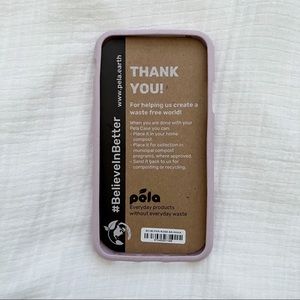 www.pela.earth
#BelieveInBetter
THANK
YOU!
For helping us create a
waste free world!
When you are done with your
Pela Case you can:
- Place it in your home
compost.
- Place it for collection in
municipal compost
programs, where approved.
- Send it back to us for
composting or recycling.
pela
Everyday products
without everyday waste